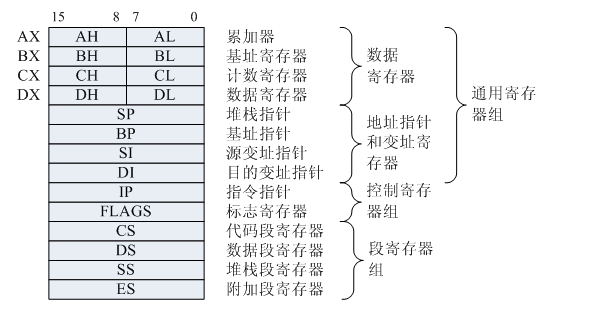 15 8 7 0
AX AH AL 累加器
BX BH BL 基址寄存器
CX CH CL 计数寄存器
DX DH DL 数据寄存器
SP 堆栈指针
BP 基址指针
SI 源变址指针
DI 目的变址指针
IP 指令指针
FLAGS 标志寄存器
CS 代码段寄存器
DS 数据段寄存器
SS 堆栈段寄存器
ES 附加段寄存器
数据
寄存器
地址指针
和变址寄
存器
控制寄存
器组
段寄存器
组
通用寄存
器组